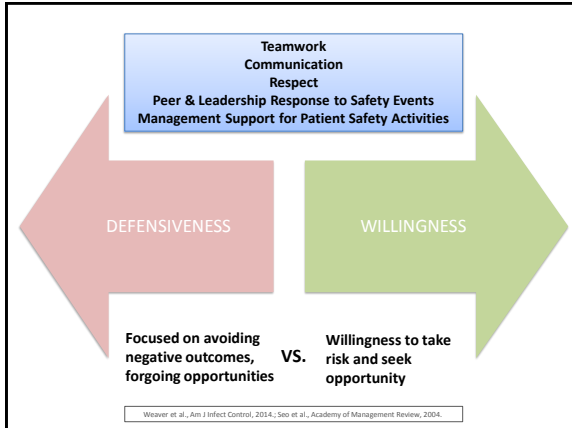 Teamwork
Communication
Respect
Peer & Leadership Response to Safety Events
Management Support for Patient Safety Activities
DEFENSIVENESS
WILLINGNESS
Focused on avoiding
negative outcomes,
forgoing opportunities
VS.
Willingness to take
risk and seek
opportunity
Weaver et al., Am J Infect Control, 2014.; Seo et al., Academy of Management Review, 2004.